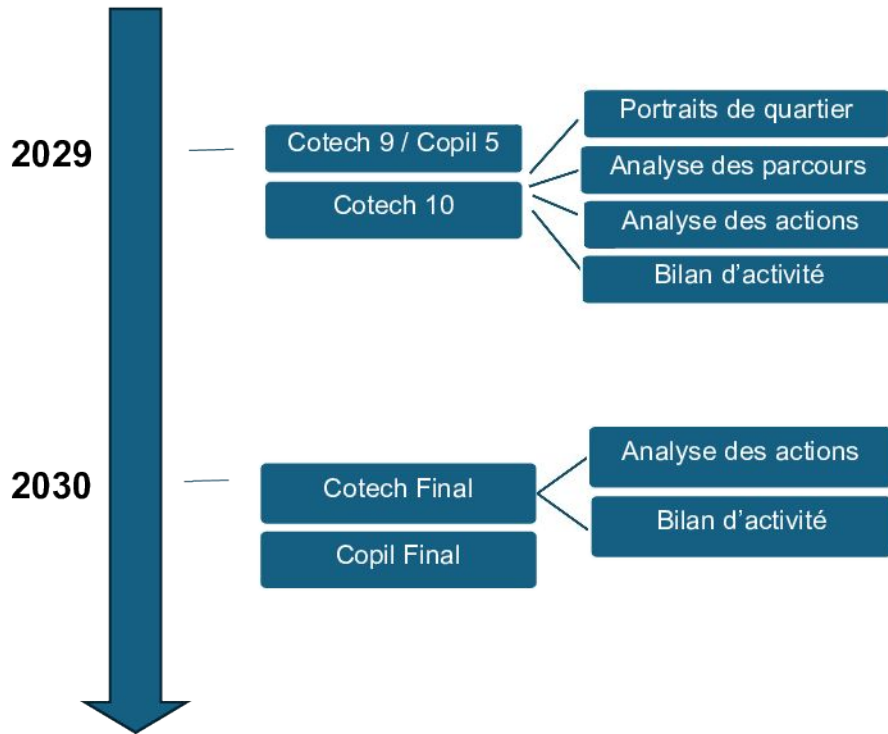 2029
Cotech 9 / Copil 5
Cotech 10
Portraits de quartier
Analyse des parcours
Analyse des actions
Bilan d’activité
2030
Cotech Final
Copil Final
Analyse des actions
Bilan d’activité